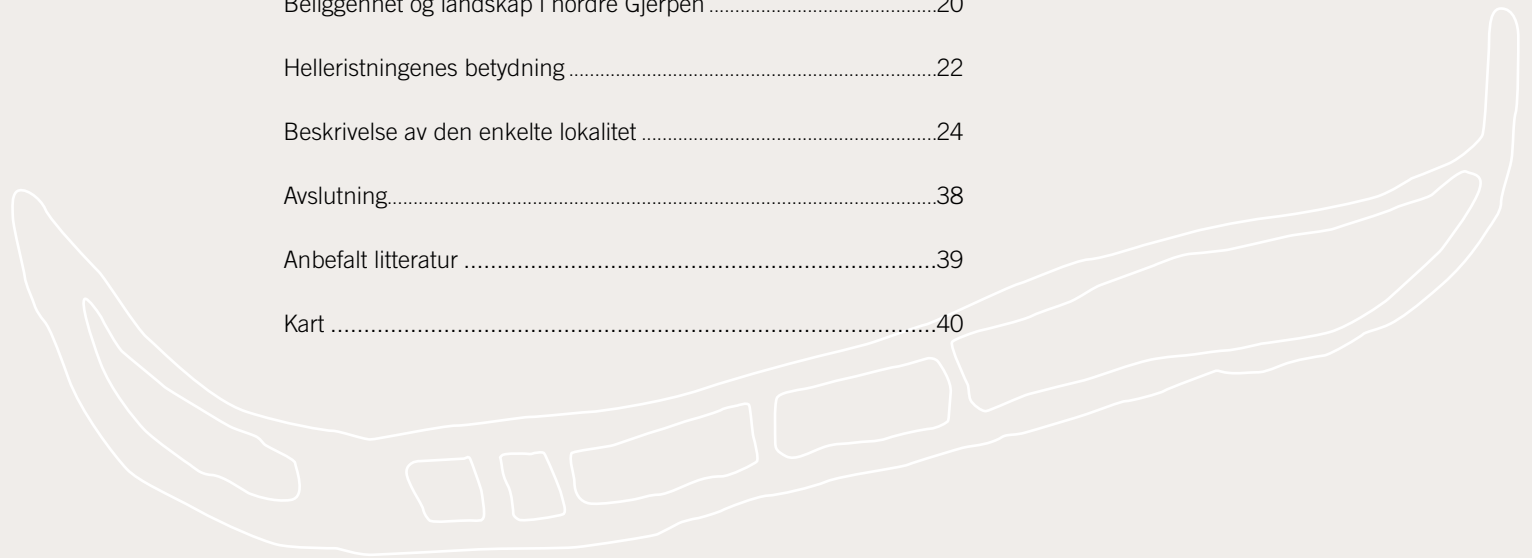 Beliggenhet og landskap i nordre Gjerpen ........................................20
Helleristningenes betydning ................................................................22
Beskrivelse av den enkelte lokalitet ....................................................24
Avslutning..............................................................................................38
Anbefalt litteratur ................................................................................39
Kart ........................................................................................................40